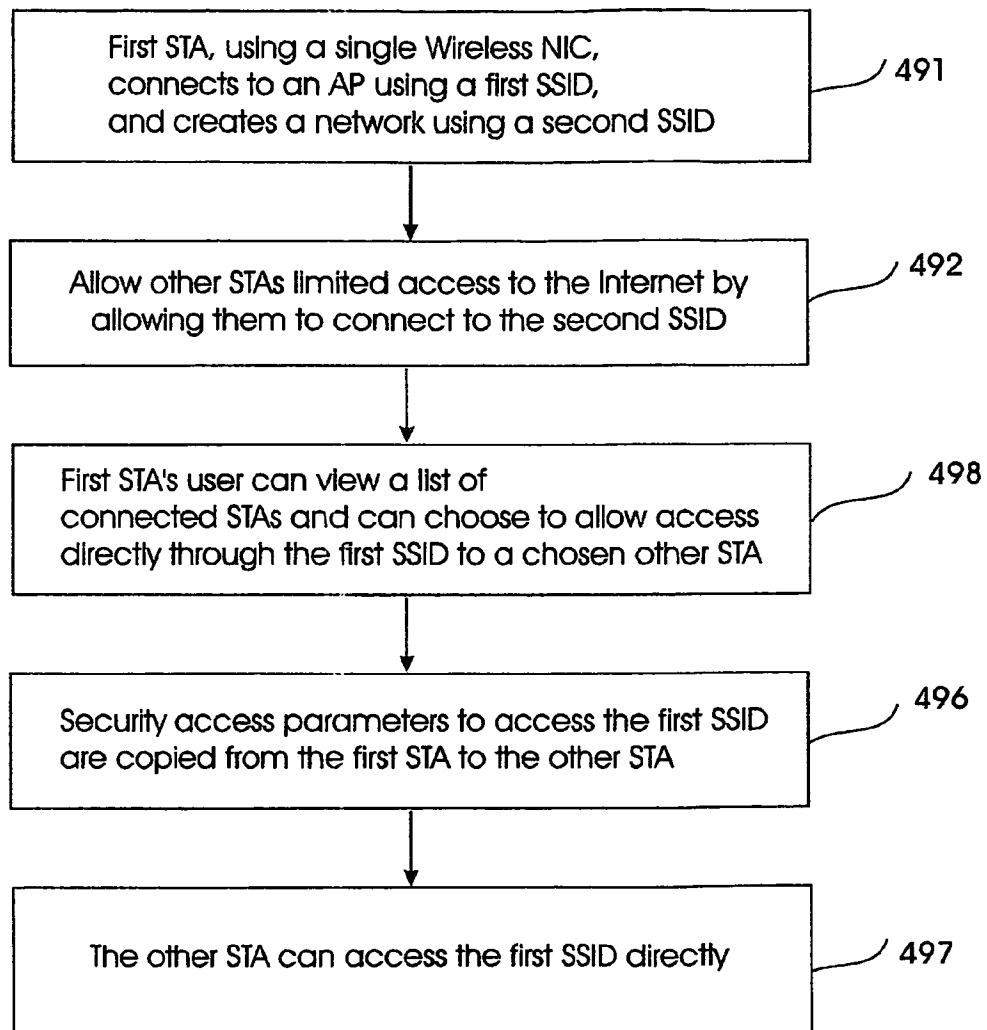 First STA, using a single Wireless NIC,
connects to an AP using a first SSID,
and creates a network using a second SSID
491
Allow other STAs limited access to the Internet by
allowing them to connect to the second SSID
492
First STA's user can view a list of
connected STAs and can choose to allow access
directly through the first SSID to a chosen other STA
498
Security access parameters to access the first SSID
are copied from the first STA to the other STA
496
The other STA can access the first SSID directly
497